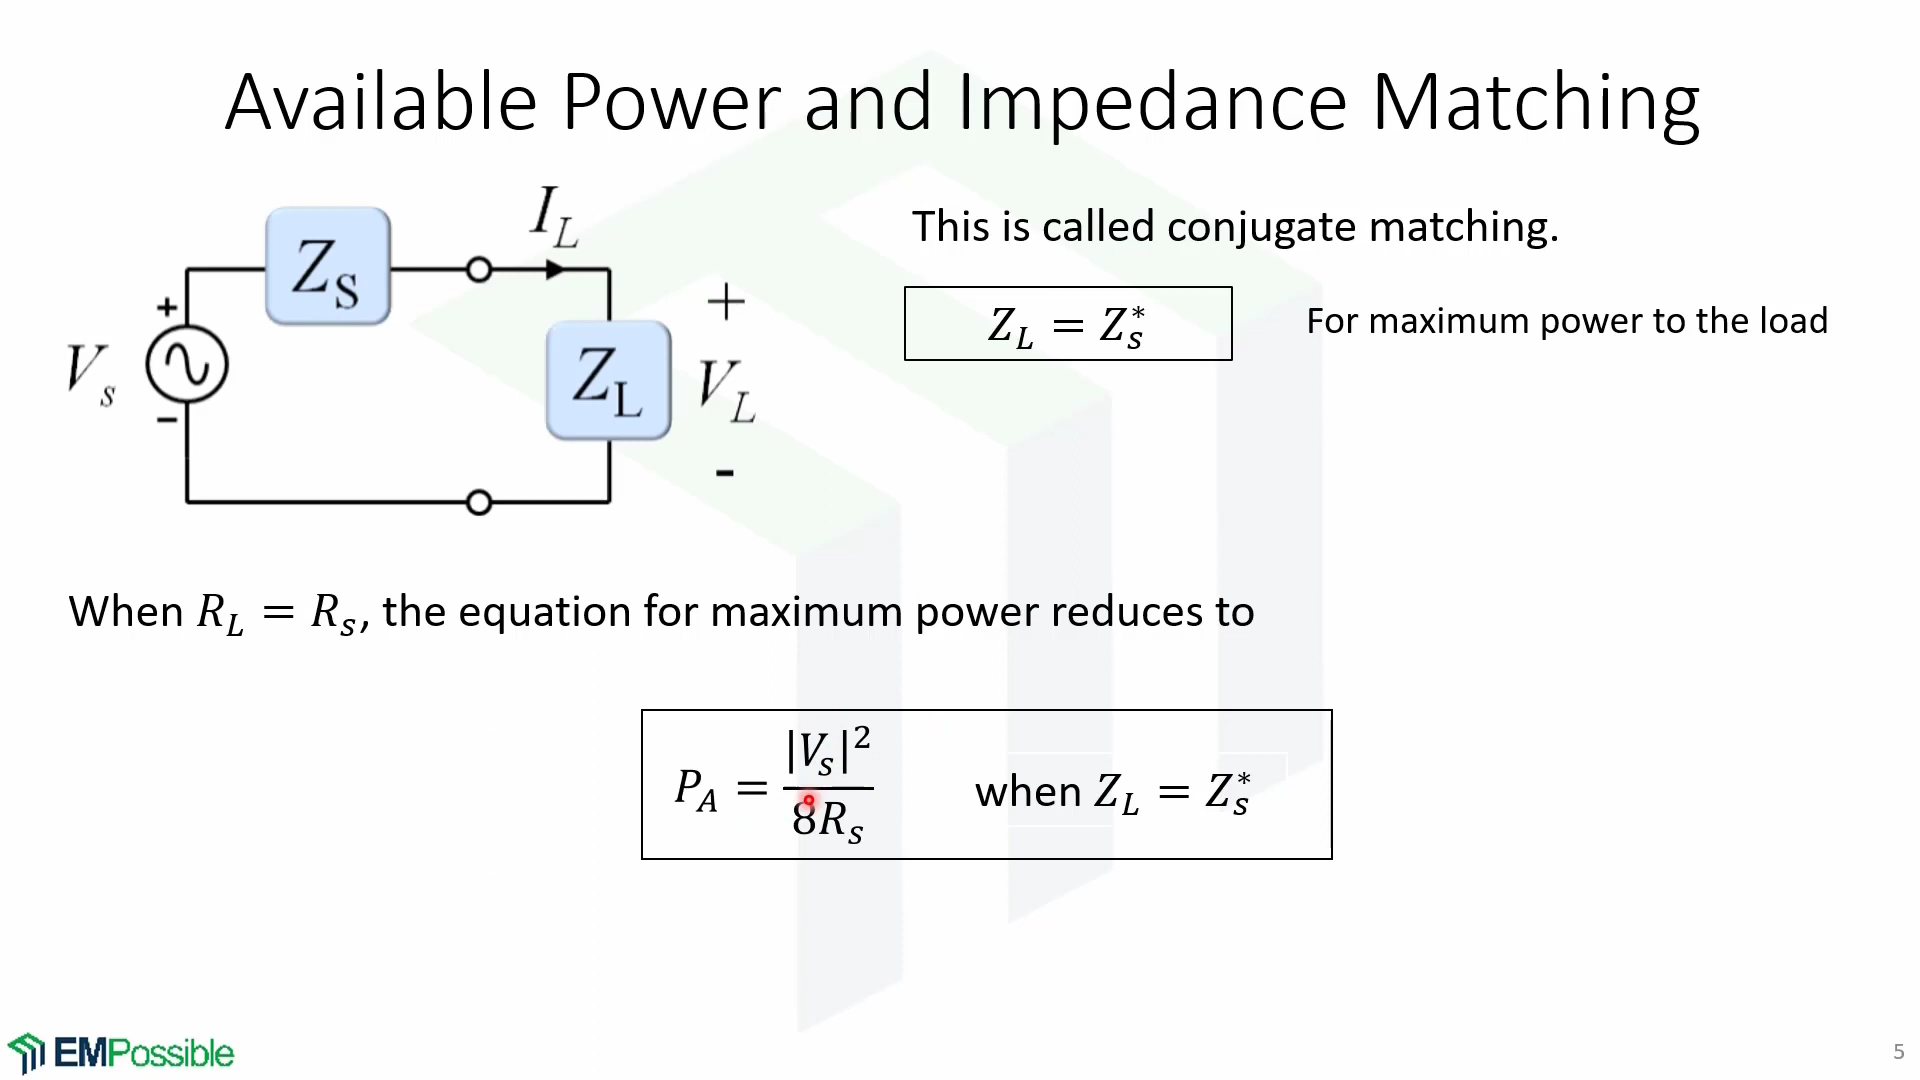 Available Power and Impedance Matching
Z_S
I_L
+
V_s
-
Z_L
+
V_L
-
This is called conjugate matching.
Z_L = Z_s^*
For maximum power to the load
When R_L = R_s, the equation for maximum power reduces to
P_A = |V_s|^2 / 8R_s when Z_L = Z_s^*
EMPossible
5